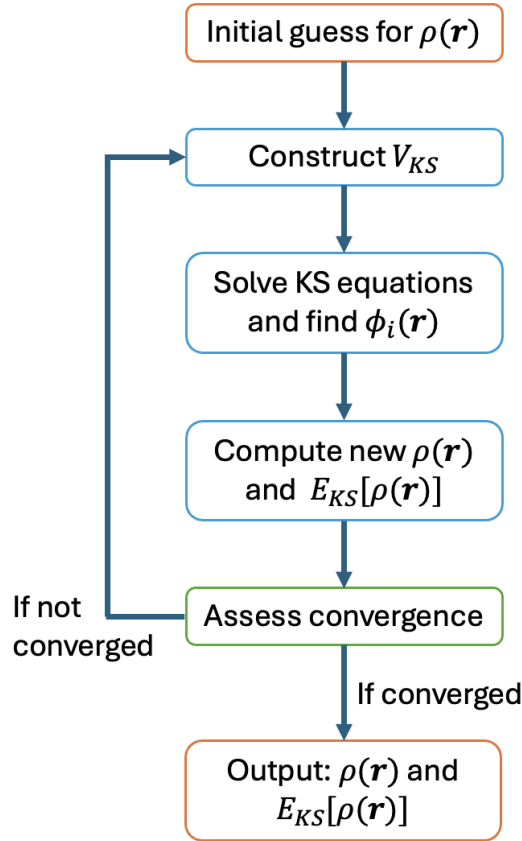 Initial guess for ρ(r)
Construct V_KS
Solve KS equations
and find ϕ_i(r)
Compute new ρ(r)
and E_KS[ρ(r)]
If not
converged
Assess convergence
If converged
Output: ρ(r) and
E_KS[ρ(r)]